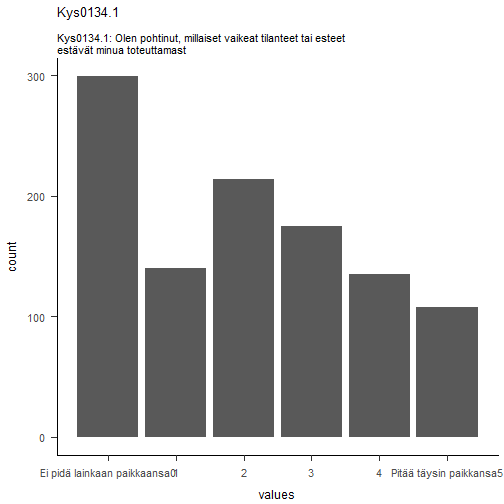 Kys0134.1
Kys0134.1: Olen pohtinut, millaiset vaikeat tilanteet tai esteet
estävät minua toteuttamast
300
200
100
0
count
Ei pidä lainkaan paikkaansa0 1 2 3 4 Pitää täysin paikkansa5
values